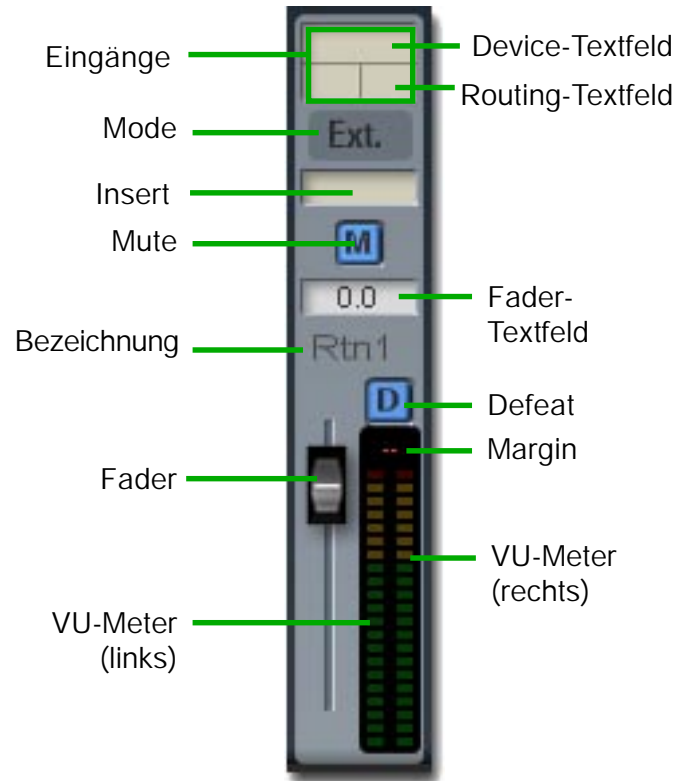 Eingänge
Device-Textfeld
Routing-Textfeld
Mode
Ext.
Insert
Mute
M
0.0
Fader-
Textfeld
Bezeichnung
Rtn1
D
Defeat
--
Margin
Fader
VU-Meter
(rechts)
VU-Meter
(links)